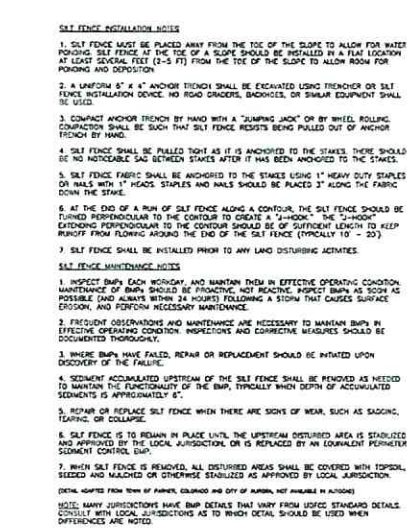 SILT FENCE INSTALLATION NOTES
1. SILT FENCE MUST BE PLACED AWAY FROM THE TOE OF THE SLOPE TO ALLOW FOR WATER
PONDING. SILT FENCE AT THE TOE OF A SLOPE SHOULD BE INSTALLED IN A FLAT LOCATION
AT LEAST SEVERAL FEET (2-5 FT) FROM THE TOE OF THE SLOPE TO ALLOW ROOM FOR
PONDING AND DEPOSITION.
2. A UNIFORM 6" X 4" ANCHOR TRENCH SHALL BE EXCAVATED USING TRENCHER OR SILT
FENCE INSTALLATION DEVICE. NO ROAD GRADERS, BACKHOES, OR SIMILAR EQUIPMENT SHALL
BE USED.
3. COMPACT ANCHOR TRENCH BY HAND WITH A "JUMPING JACK" OR BY WHEEL ROLLING.
COMPACTION SHALL BE SUCH THAT SILT FENCE RESISTS BEING PULLED OUT OF ANCHOR
TRENCH BY HAND.
4. SILT FENCE SHALL BE PULLED TIGHT AS IT IS ANCHORED TO THE STAKES. THERE SHOULD
BE NO NOTICEABLE SAG BETWEEN STAKES AFTER IT HAS BEEN ANCHORED TO THE STAKES.
5. SILT FENCE FABRIC SHALL BE ANCHORED TO THE STAKES USING 1" HEAVY DUTY STAPLES
OR NAILS WITH 1" HEADS. STAPLES AND NAILS SHOULD BE PLACED 3" ALONG THE FABRIC
DOWN THE STAKE.
6. AT THE END OF A RUN OF SILT FENCE ALONG A CONTOUR, THE SILT FENCE SHOULD BE
TURNED PERPENDICULAR TO THE CONTOUR TO CREATE A "J-HOOK." THE "J-HOOK"
EXTENDING PERPENDICULAR TO THE CONTOUR SHOULD BE OF SUFFICIENT LENGTH TO KEEP
RUNOFF FROM FLOWING AROUND THE END OF THE SILT FENCE (TYPICALLY 10' - 20').
7. SILT FENCE SHALL BE INSTALLED PRIOR TO ANY LAND DISTURBING ACTIVITIES.
SILT FENCE MAINTENANCE NOTES
1. INSPECT BMPs EACH WORKDAY, AND MAINTAIN THEM IN EFFECTIVE OPERATING CONDITION.
MAINTENANCE OF BMPs SHOULD BE PROACTIVE, NOT REACTIVE. INSPECT BMPs AS SOON AS
POSSIBLE (AND ALWAYS WITHIN 24 HOURS) FOLLOWING A STORM THAT CAUSES SURFACE
EROSION, AND PERFORM NECESSARY MAINTENANCE.
2. FREQUENT OBSERVATIONS AND MAINTENANCE ARE NECESSARY TO MAINTAIN BMPs IN
EFFECTIVE OPERATING CONDITION. INSPECTIONS AND CORRECTIVE MEASURES SHOULD BE
DOCUMENTED THOROUGHLY.
3. WHERE BMPs HAVE FAILED, REPAIR OR REPLACEMENT SHOULD BE INITIATED UPON
DISCOVERY OF THE FAILURE.
4. SEDIMENT ACCUMULATED UPSTREAM OF THE SILT FENCE SHALL BE REMOVED AS NEEDED
TO MAINTAIN THE FUNCTIONALITY OF THE BMP, TYPICALLY WHEN DEPTH OF ACCUMULATED
SEDIMENTS IS APPROXIMATELY 6".
5. REPAIR OR REPLACE SILT FENCE WHEN THERE ARE SIGNS OF WEAR, SUCH AS SAGGING,
TEARING, OR COLLAPSE.
6. SILT FENCE IS TO REMAIN IN PLACE UNTIL THE UPSTREAM DISTURBED AREA IS STABILIZED
AND APPROVED BY THE LOCAL JURISDICTION, OR IS REPLACED BY AN EQUIVALENT PERIMETER
SEDIMENT CONTROL BMP.
7. WHEN SILT FENCE IS REMOVED, ALL DISTURBED AREAS SHALL BE COVERED WITH TOPSOIL,
SEEDED AND MULCHED OR OTHERWISE STABILIZED AS APPROVED BY LOCAL JURISDICTION.
(DETAIL ADAPTED FROM TOWN OF PARKER, COLORADO AND CITY OF AURORA, NOT AVAILABLE IN AUTOCAD)
NOTE: MANY JURISDICTIONS HAVE BMP DETAILS THAT VARY FROM UDFCD STANDARD DETAILS.
CONSULT WITH LOCAL JURISDICTIONS AS TO WHICH DETAIL SHOULD BE USED WHEN
DIFFERENCES ARE NOTED.